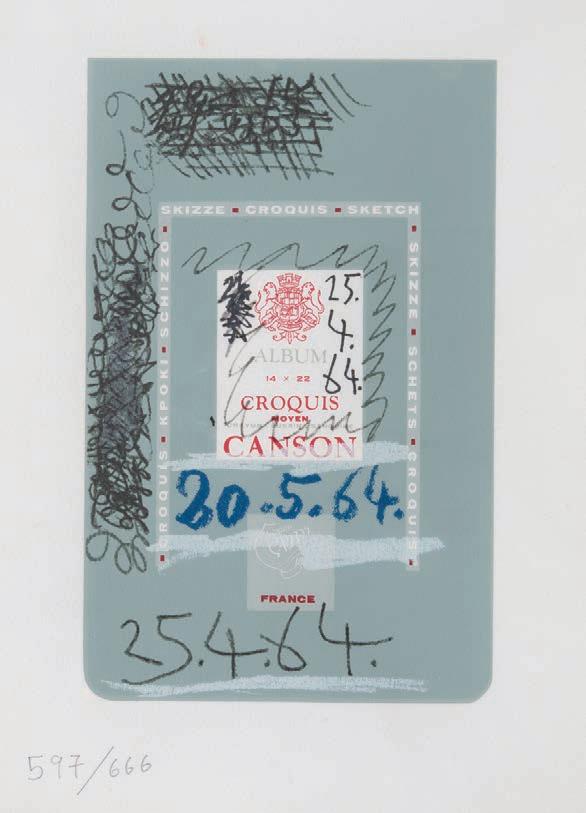 SKIZZE ▪ CROQUIS ▪ SKETCH
SKIZZE ▪ SCHETS ▪ CROQUIS
CROQUIS ▪ KPOKI ▪ SCHIZZO
25.
4.
64.
ALBUM
14 × 22
CROQUIS
MOYEN
CANSON
20.5.64.
FRANCE
25.4.64.
597/666